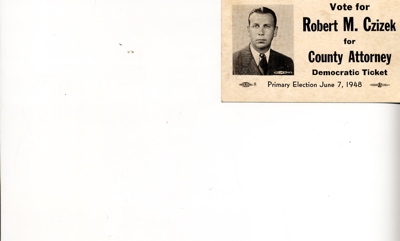 Vote for
Robert M. Czizek
for
County Attorney
Democratic Ticket
Primary Election June 7, 1948